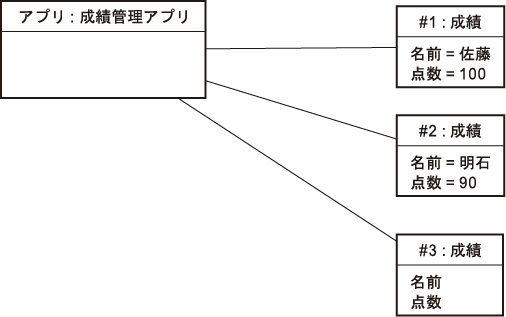 アプリ : 成績管理アプリ
#1 : 成績
名前 = 佐藤
点数 = 100
#2 : 成績
名前 = 明石
点数 = 90
#3 : 成績
名前
点数